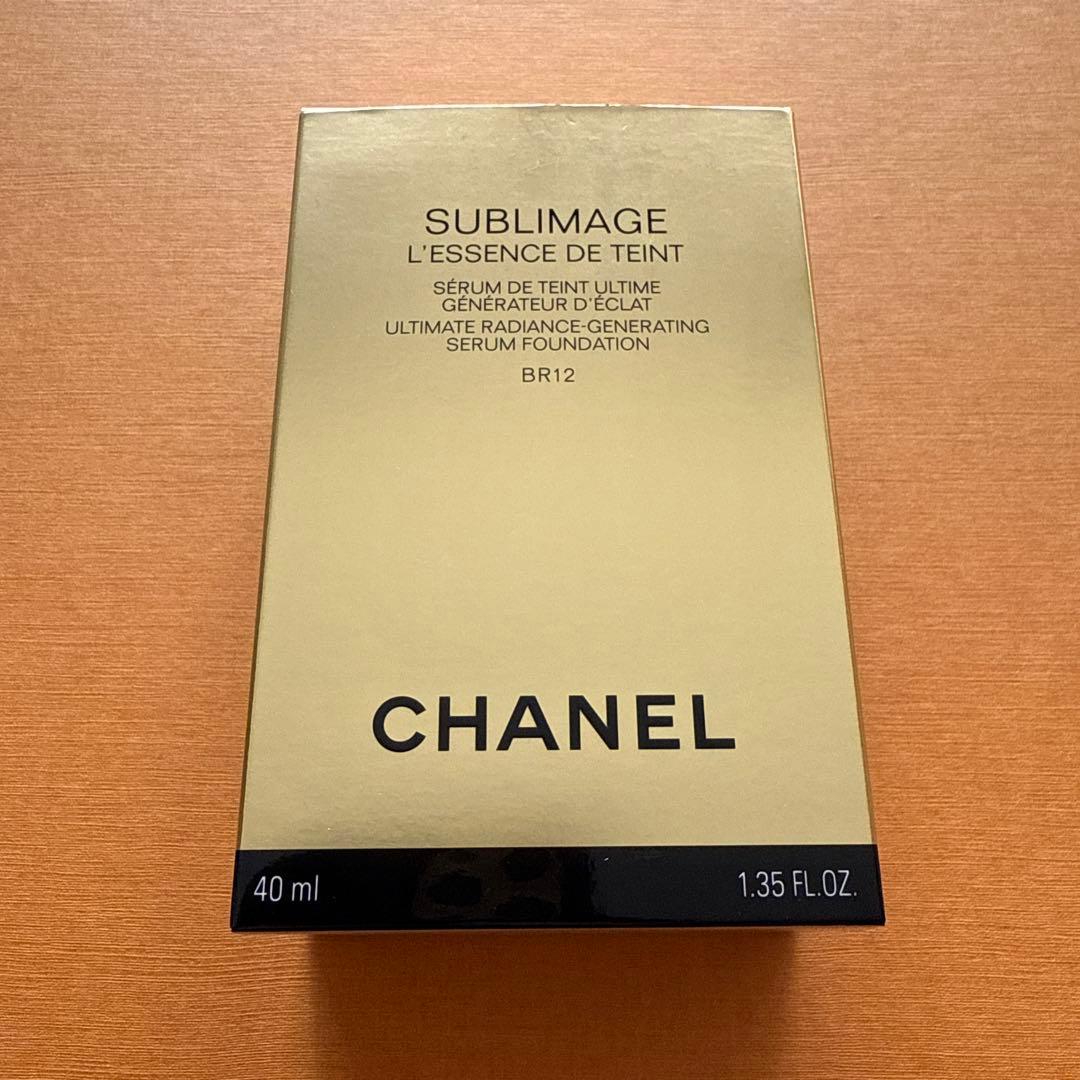 SUBLIMAGE
L'ESSENCE DE TEINT
SÉRUM DE TEINT ULTIME
GÉNÉRATEUR D'ÉCLAT
ULTIMATE RADIANCE-GENERATING
SERUM FOUNDATION
BR12
CHANEL
40 ml 1.35 FL.OZ.